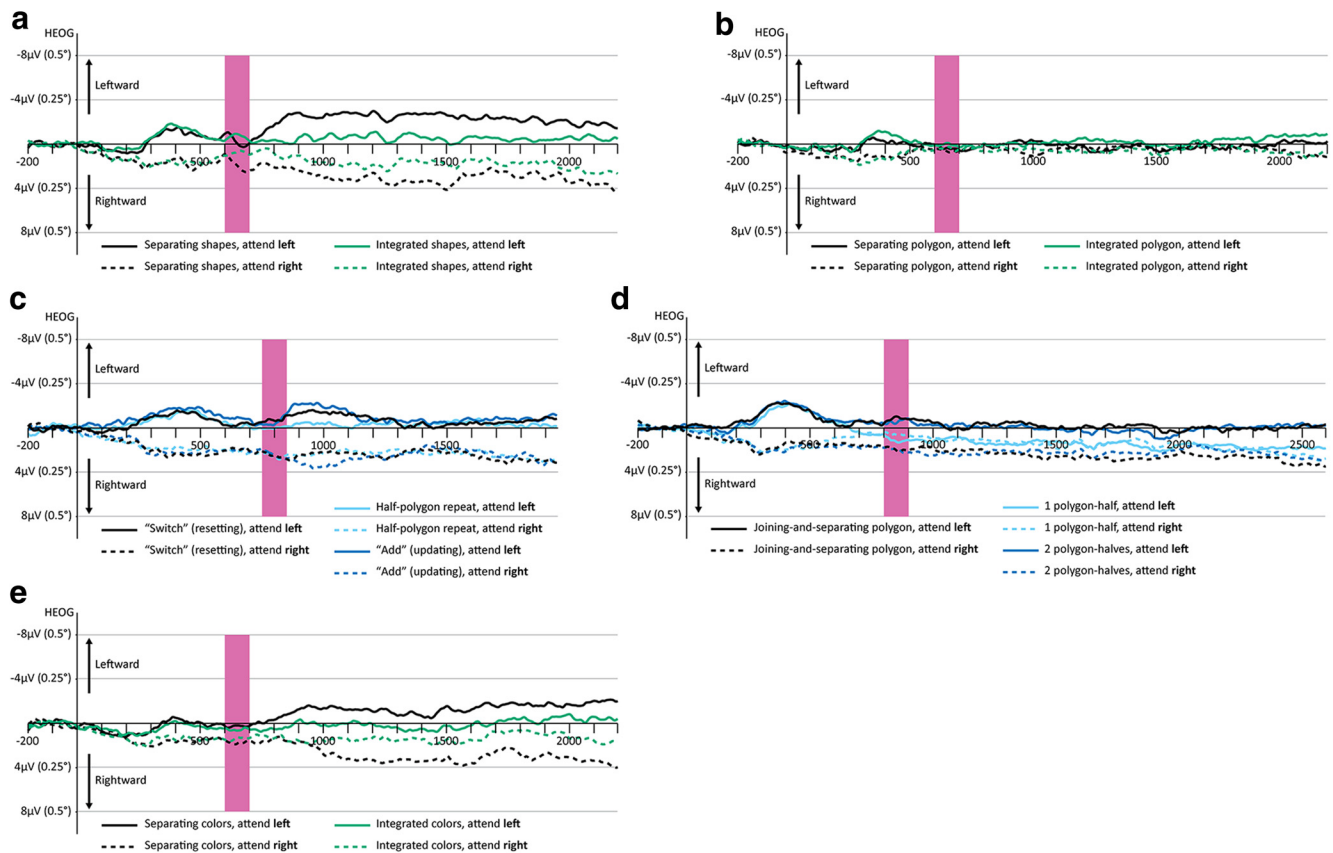 a
HEOG
-8µV (0.5°)
Leftward
-4µV (0.25°)
-200 500 1000 1500 2000
4µV (0.25°)
Rightward
8µV (0.5°)
Separating shapes, attend left Integrated shapes, attend left
Separating shapes, attend right Integrated shapes, attend right
b
HEOG
-8µV (0.5°)
Leftward
-4µV (0.25°)
-200 500 1000 1500 2000
4µV (0.25°)
Rightward
8µV (0.5°)
Separating polygon, attend left Integrated polygon, attend left
Separating polygon, attend right Integrated polygon, attend right
c
HEOG
-8µV (0.5°)
Leftward
-4µV (0.25°)
-200 500 1000 1500
4µV (0.25°)
Rightward
8µV (0.5°)
Half-polygon repeat, attend left
"Switch" (resetting), attend left Half-polygon repeat, attend right
"Switch" (resetting), attend right "Add" (updating), attend left
"Add" (updating), attend right
d
HEOG
-8µV (0.5°)
Leftward
-4µV (0.25°)
-200 500 1000 1500 2000 2500
4µV (0.25°)
Rightward
8µV (0.5°)
1 polygon-half, attend left
Joining-and-separating polygon, attend left 1 polygon-half, attend right
Joining-and-separating polygon, attend right 2 polygon-halves, attend left
2 polygon-halves, attend right
e
HEOG
-8µV (0.5°)
Leftward
-4µV (0.25°)
-200 500 1000 1500 2000
4µV (0.25°)
Rightward
8µV (0.5°)
Separating colors, attend left Integrated colors, attend left
Separating colors, attend right Integrated colors, attend right